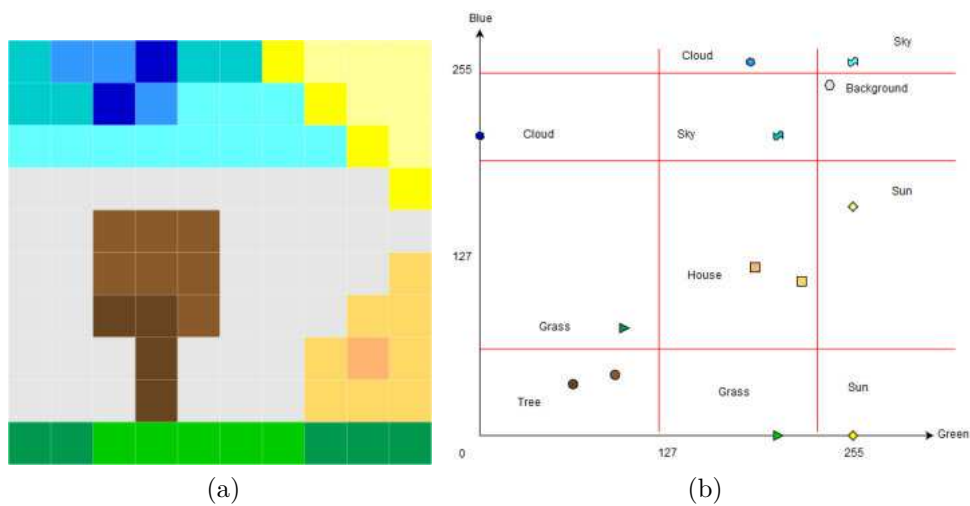 Blue
Cloud
Sky
255
Background
Cloud
Sky
Sun
127
House
Grass
Tree
Grass
Sun
Green
0
127
255
(a)
(b)